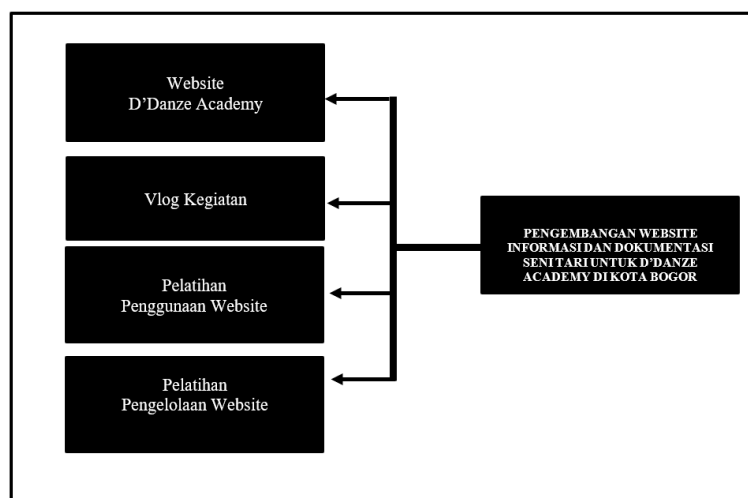 Website
D’Danze Academy
Vlog Kegiatan
Pelatihan
Penggunaan Website
Pelatihan
Pengelolaan Website
PENGEMBANGAN WEBSITE
INFORMASI DAN DOKUMENTASI
SENI TARI UNTUK D’DANZE
ACADEMY DI KOTA BOGOR